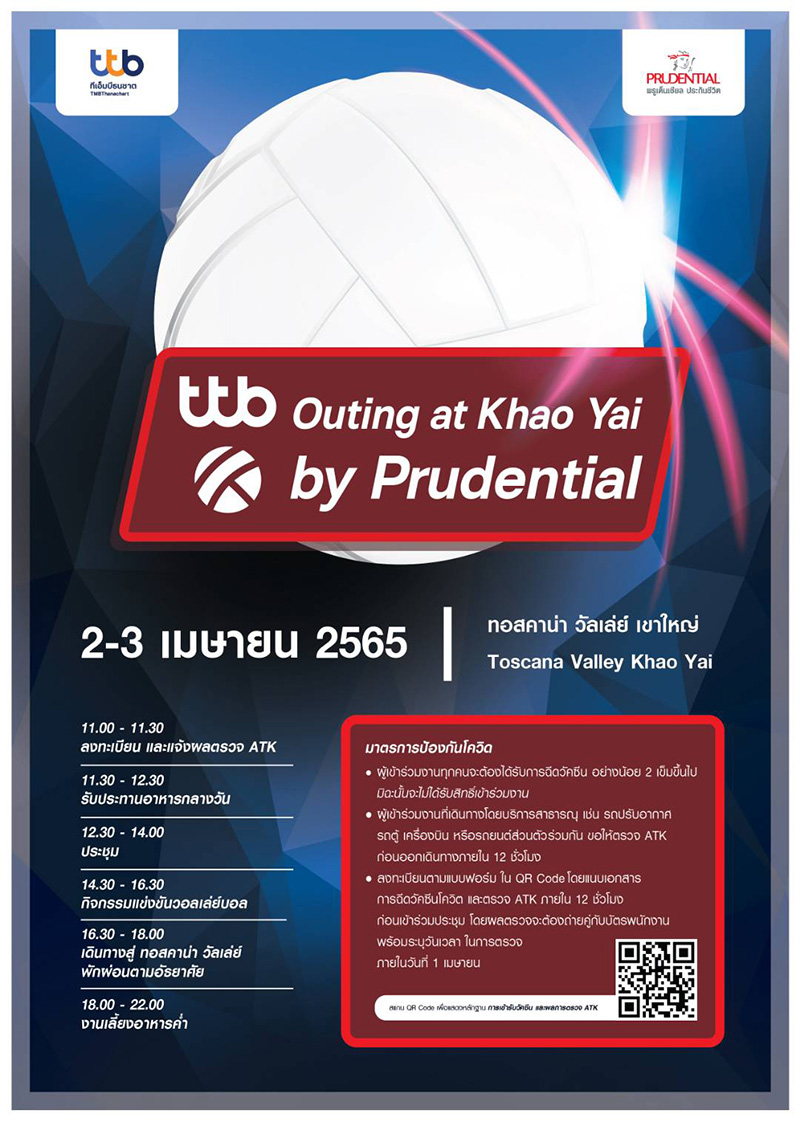 ttb
ทีเอ็มบีธนชาต
TMBThanachart
PRUDENTIAL
พรูเด็นเชียล ประกันชีวิต
ttb Outing at Khao Yai
by Prudential
2-3 เมษายน 2565
ทอสคาน่า วัลเล่ย์ เขาใหญ่
Toscana Valley Khao Yai
11.00 - 11.30
ลงทะเบียน และแจ้งผลตรวจ ATK
11.30 - 12.30
รับประทานอาหารกลางวัน
12.30 - 14.00
ประชุม
14.30 - 16.30
กิจกรรมแข่งขันวอลเล่ย์บอล
16.30 - 18.00
เดินทางสู่ ทอสคาน่า วัลเล่ย์
พักผ่อนตามอัธยาศัย
18.00 - 22.00
งานเลี้ยงอาหารค่ำ
มาตรการป้องกันโควิด
• ผู้เข้าร่วมงานทุกคนจะต้องได้รับการฉีดวัคซีน อย่างน้อย 2 เข็มขึ้นไป
มิฉะนั้นจะไม่ได้รับสิทธิ์เข้าร่วมงาน
• ผู้เข้าร่วมงานที่เดินทางโดยบริการสาธารณะ เช่น รถปรับอากาศ
รถตู้ เครื่องบิน หรือรถยนต์ส่วนตัวร่วมกัน ขอให้ตรวจ ATK
ก่อนออกเดินทางภายใน 12 ชั่วโมง
• ลงทะเบียนตามแบบฟอร์ม ใน QR Code โดยแนบเอกสาร
การฉีดวัคซีนโควิด และตรวจ ATK ภายใน 12 ชั่วโมง
ก่อนเข้าร่วมประชุม โดยผลตรวจจะต้องถ่ายคู่กับบัตรพนักงาน
พร้อมระบุวันเวลา ในการตรวจ
ภายในวันที่ 1 เมษายน
สแกน QR Code เพื่อแสดงหลักฐาน การเข้ารับวัคซีน และผลการตรวจ ATK